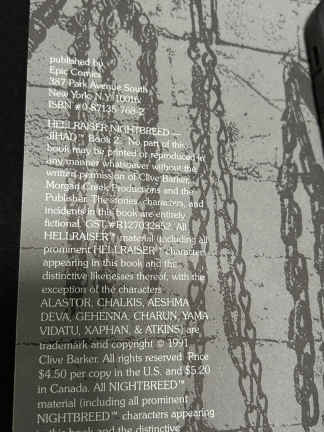 published by
Epic Comics
387 Park Avenue South
New York, N.Y. 10016
ISBN #0-87135-768-2
HELLRAISER NIGHTBREED —
JIHAD™ Book 2. No part of this
book may be printed or reproduced in
any manner whatsoever without the
written permission of Clive Barker,
Morgan Creek Productions and the
Publisher. The stories, characters, and
incidents in this book are entirely
fictional. GST #R127032852. All
HELLRAISER™ material (including all
prominent HELLRAISER™ characters
appearing in this book and the
distinctive likenesses thereof, with the
exception of the characters
ALASTOR, CHALKIS, AESHMA
DEVA, GEHENNA, CHARUN, YAMA
VIDATU, XAPHAN, & ATKINS) are
trademark and copyright © 1991
Clive Barker. All rights reserved. Price
$4.50 per copy in the U.S. and $5.20
in Canada. All NIGHTBREED™
material (including all prominent
NIGHTBREED™ characters appearing
in this book and the distinctive